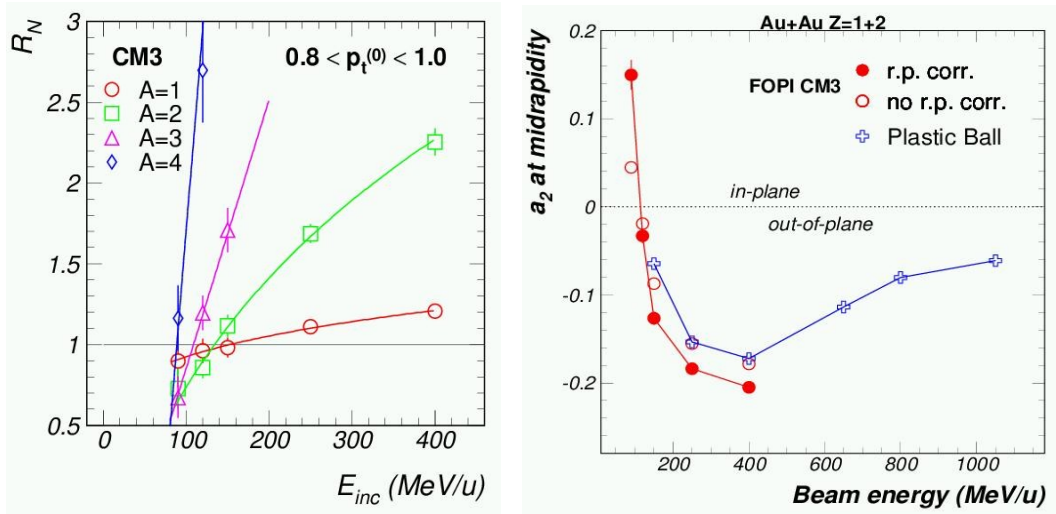 R_N
3
2.5
2
1.5
1
0.5
CM3
0.8 < p_t^(0) < 1.0
A=1
A=2
A=3
A=4
0 100 200 300 400
E_inc (MeV/u)
Au+Au Z=1+2
a_2 at midrapidity
0.2
0.1
0
-0.1
-0.2
FOPI CM3
r.p. corr.
no r.p. corr.
Plastic Ball
in-plane
out-of-plane
200 400 600 800 1000
Beam energy (MeV/u)